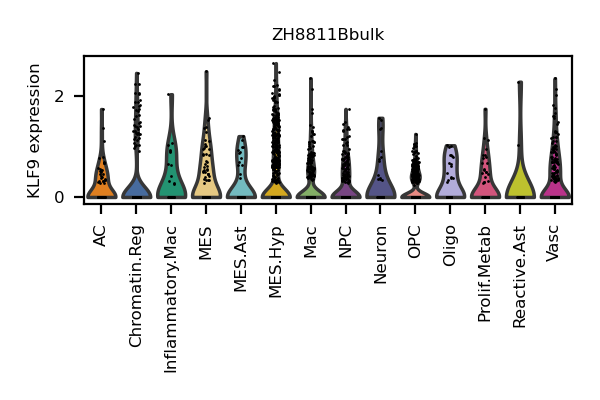 ZH8811Bbulk
KLF9 expression
2
0
AC
Chromatin.Reg
Inflammatory.Mac
MES
MES.Ast
MES.Hyp
Mac
NPC
Neuron
OPC
Oligo
Prolif.Metab
Reactive.Ast
Vasc